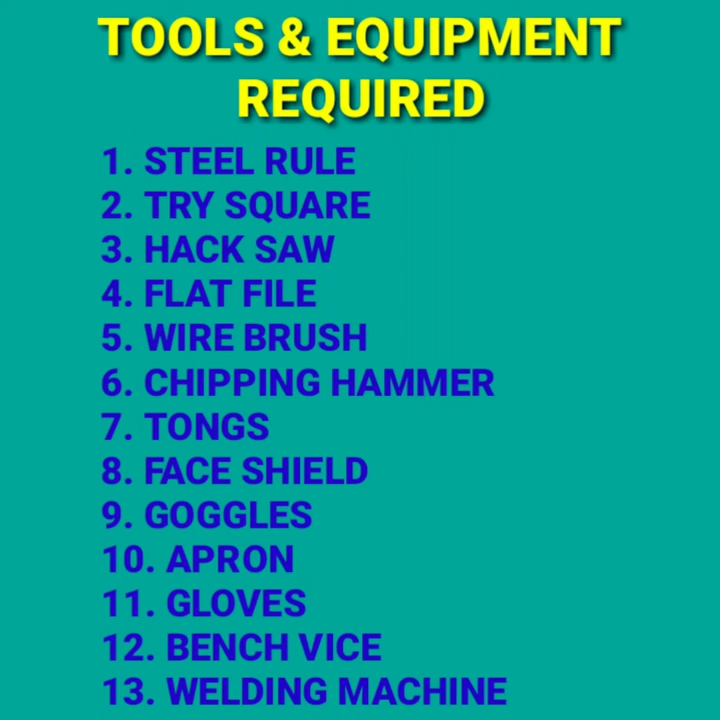 TOOLS & EQUIPMENT
REQUIRED
1. STEEL RULE
2. TRY SQUARE
3. HACK SAW
4. FLAT FILE
5. WIRE BRUSH
6. CHIPPING HAMMER
7. TONGS
8. FACE SHIELD
9. GOGGLES
10. APRON
11. GLOVES
12. BENCH VICE
13. WELDING MACHINE